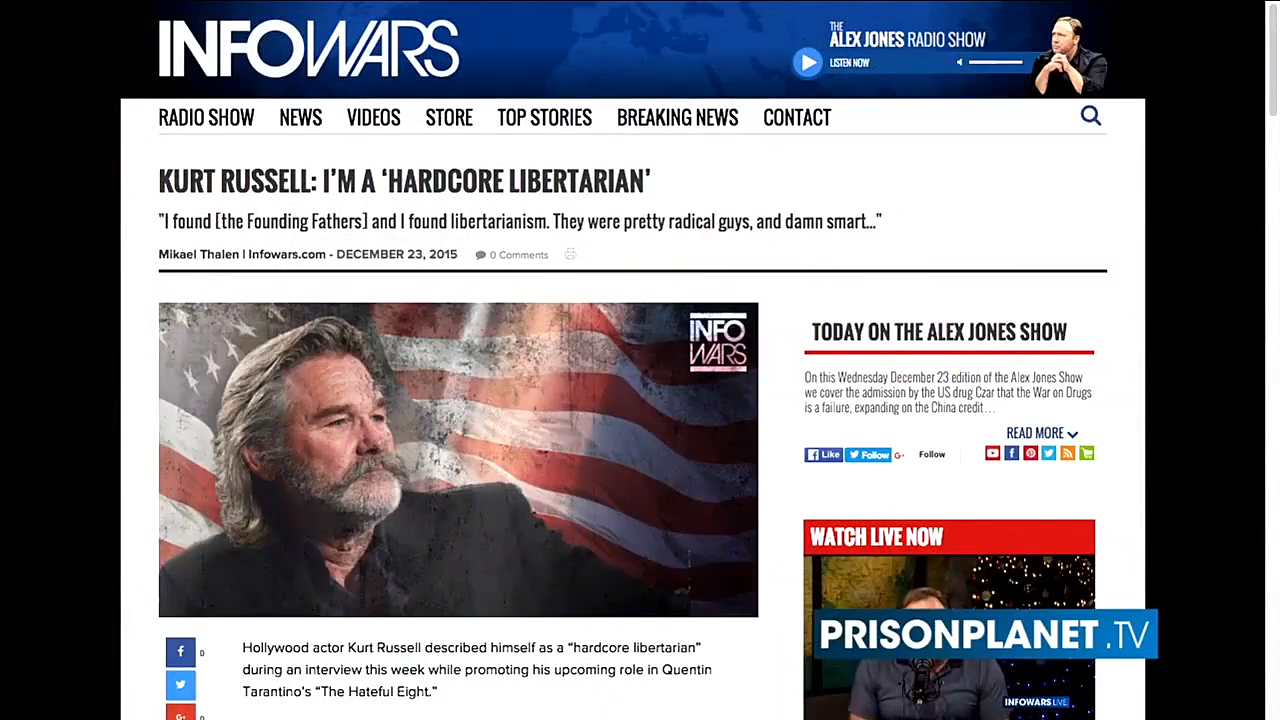 INFOWARS
THE
ALEX JONES RADIO SHOW
LISTEN NOW
RADIO SHOW NEWS VIDEOS STORE TOP STORIES BREAKING NEWS CONTACT
KURT RUSSELL: I'M A ‘HARDCORE LIBERTARIAN’
"I found [the Founding Fathers] and I found libertarianism. They were pretty radical guys, and damn smart..."
Mikael Thalen | Infowars.com - DECEMBER 23, 2015 0 Comments
INFO
WARS
TODAY ON THE ALEX JONES SHOW
On this Wednesday December 23 edition of the Alex Jones Show
we cover the admission by the US drug Czar that the War on Drugs
is a failure, expanding on the China credit...
READ MORE
Like Follow G+ Follow
WATCH LIVE NOW
PRISONPLANET.TV
INFOWARS LIVE
f 0
Hollywood actor Kurt Russell described himself as a “hardcore libertarian”
during an interview this week while promoting his upcoming role in Quentin
Tarantino's “The Hateful Eight.”
G+ 0